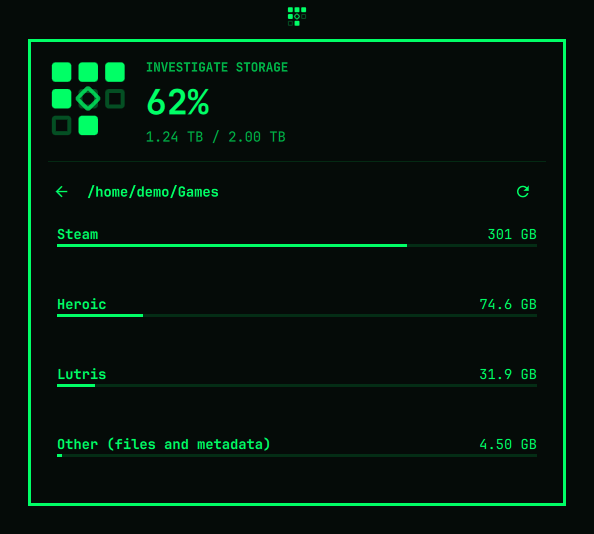 INVESTIGATE STORAGE
62%
1.24 TB / 2.00 TB
/home/demo/Games
Steam 301 GB
Heroic 74.6 GB
Lutris 31.9 GB
Other (files and metadata) 4.50 GB